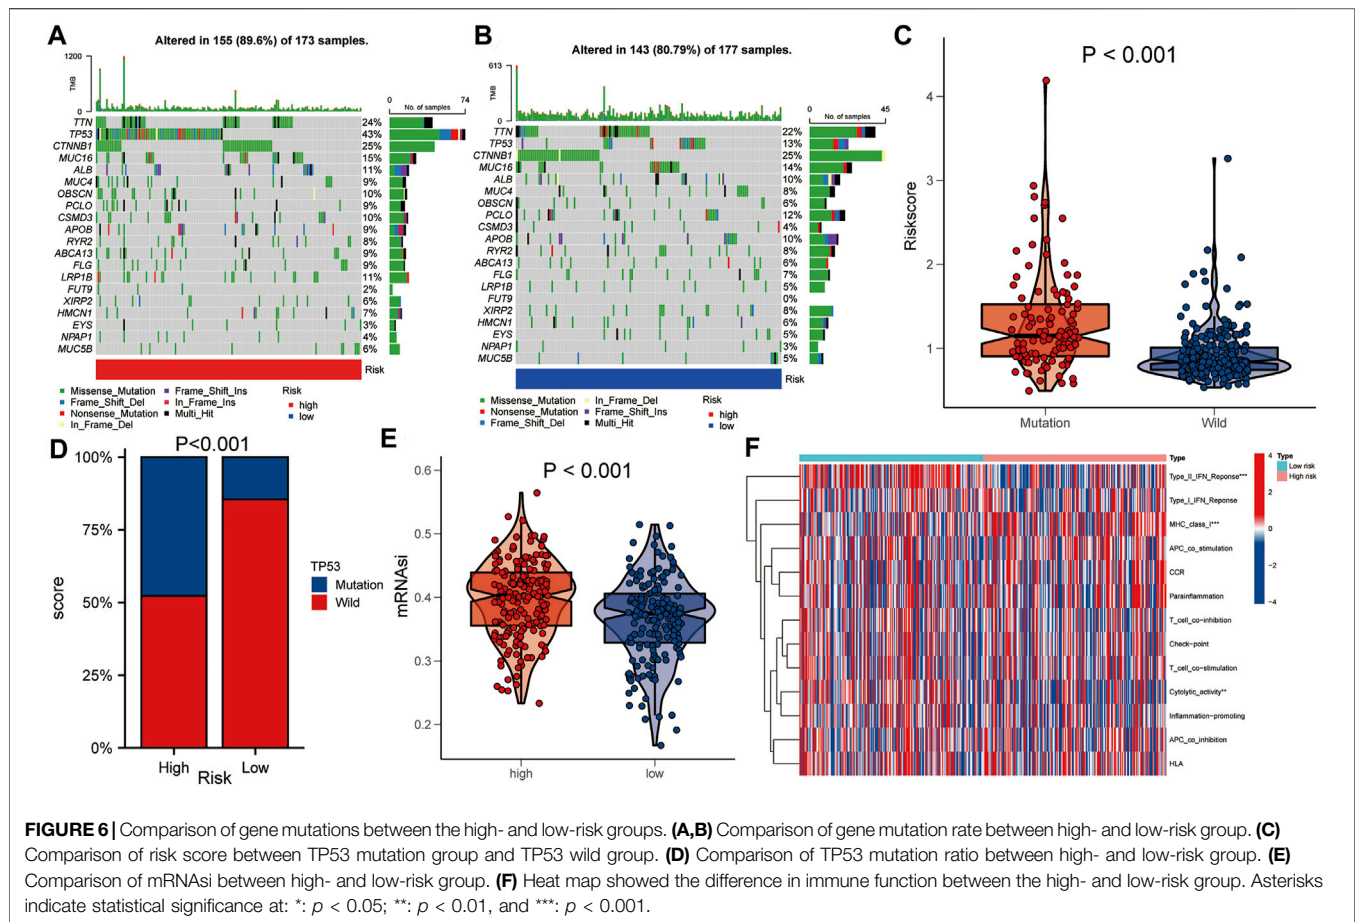 A
Altered in 155 (89.6%) of 173 samples.
1200
TMB
0
0 74
No. of samples
TTN 24%
TP53 43%
CTNNB1 25%
MUC16 15%
ALB 11%
MUC4 9%
OBSCN 10%
PCLO 9%
CSMD3 10%
APOB 9%
RYR2 8%
ABCA13 9%
FLG 9%
LRP1B 11%
FUT9 2%
XIRP2 6%
HMCN1 7%
EYS 3%
NPAP1 4%
MUC5B 6%
Risk
Missense_Mutation Frame_Shift_Ins Risk
Frame_Shift_Del In_Frame_Ins high
Nonsense_Mutation Multi_Hit low
In_Frame_Del
B
Altered in 143 (80.79%) of 177 samples.
613
TMB
0
0 45
No. of samples
TTN 22%
TP53 13%
CTNNB1 25%
MUC16 14%
ALB 10%
MUC4 8%
OBSCN 6%
PCLO 12%
CSMD3 4%
APOB 10%
RYR2 8%
ABCA13 6%
FLG 7%
LRP1B 5%
FUT9 0%
XIRP2 8%
HMCN1 6%
EYS 5%
NPAP1 3%
MUC5B 5%
Risk
Missense_Mutation In_Frame_Del Risk
Nonsense_Mutation Frame_Shift_Ins high
Frame_Shift_Del Multi_Hit low
C
P < 0.001
Riskscore
4
3
2
1
Mutation Wild
D
P<0.001
score
100%
75%
50%
25%
0%
High Low
Risk
TP53
Mutation
Wild
E
P < 0.001
mRNAsi
0.6
0.5
0.4
0.3
0.2
high low
F
Type
Type_II_IFN_Reponse***
Type_I_IFN_Reponse
MHC_class_I***
APC_co_stimulation
CCR
Parainflammation
T_cell_co-inhibition
Check-point
T_cell_co-stimulation
Cytolytic_activity**
Inflammation-promoting
APC_co_inhibition
HLA
4
2
0
−2
−4
Type
Low risk
High risk
FIGURE 6 | Comparison of gene mutations between the high- and low-risk groups. (A,B) Comparison of gene mutation rate between high- and low-risk group. (C)
Comparison of risk score between TP53 mutation group and TP53 wild group. (D) Comparison of TP53 mutation ratio between high- and low-risk group. (E)
Comparison of mRNAsi between high- and low-risk group. (F) Heat map showed the difference in immune function between the high- and low-risk group. Asterisks
indicate statistical significance at: *: p < 0.05; **: p < 0.01, and ***: p < 0.001.